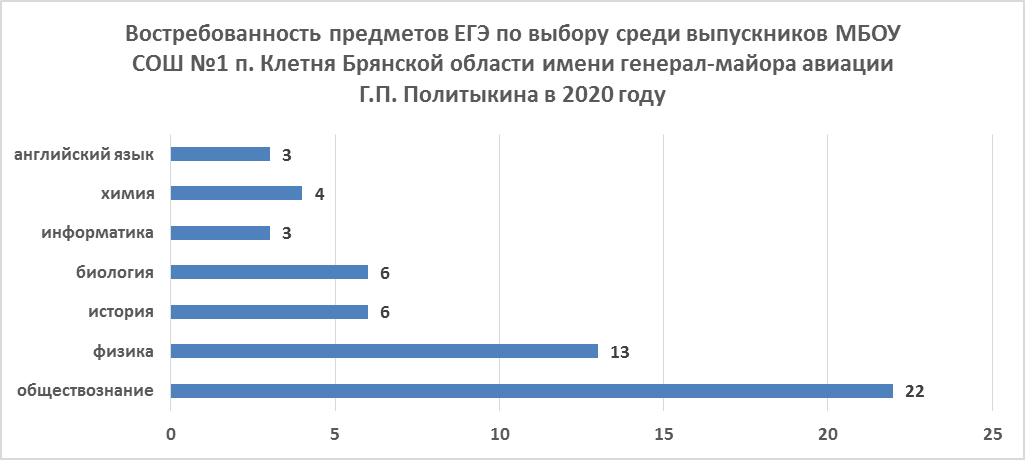 Востребованность предметов ЕГЭ по выбору среди выпускников МБОУ
СОШ №1 п. Клетня Брянской области имени генерал-майора авиации
Г.П. Политыкина в 2020 году
английский язык 3
химия 4
информатика 3
биология 6
история 6
физика 13
обществознание 22
0 5 10 15 20 25